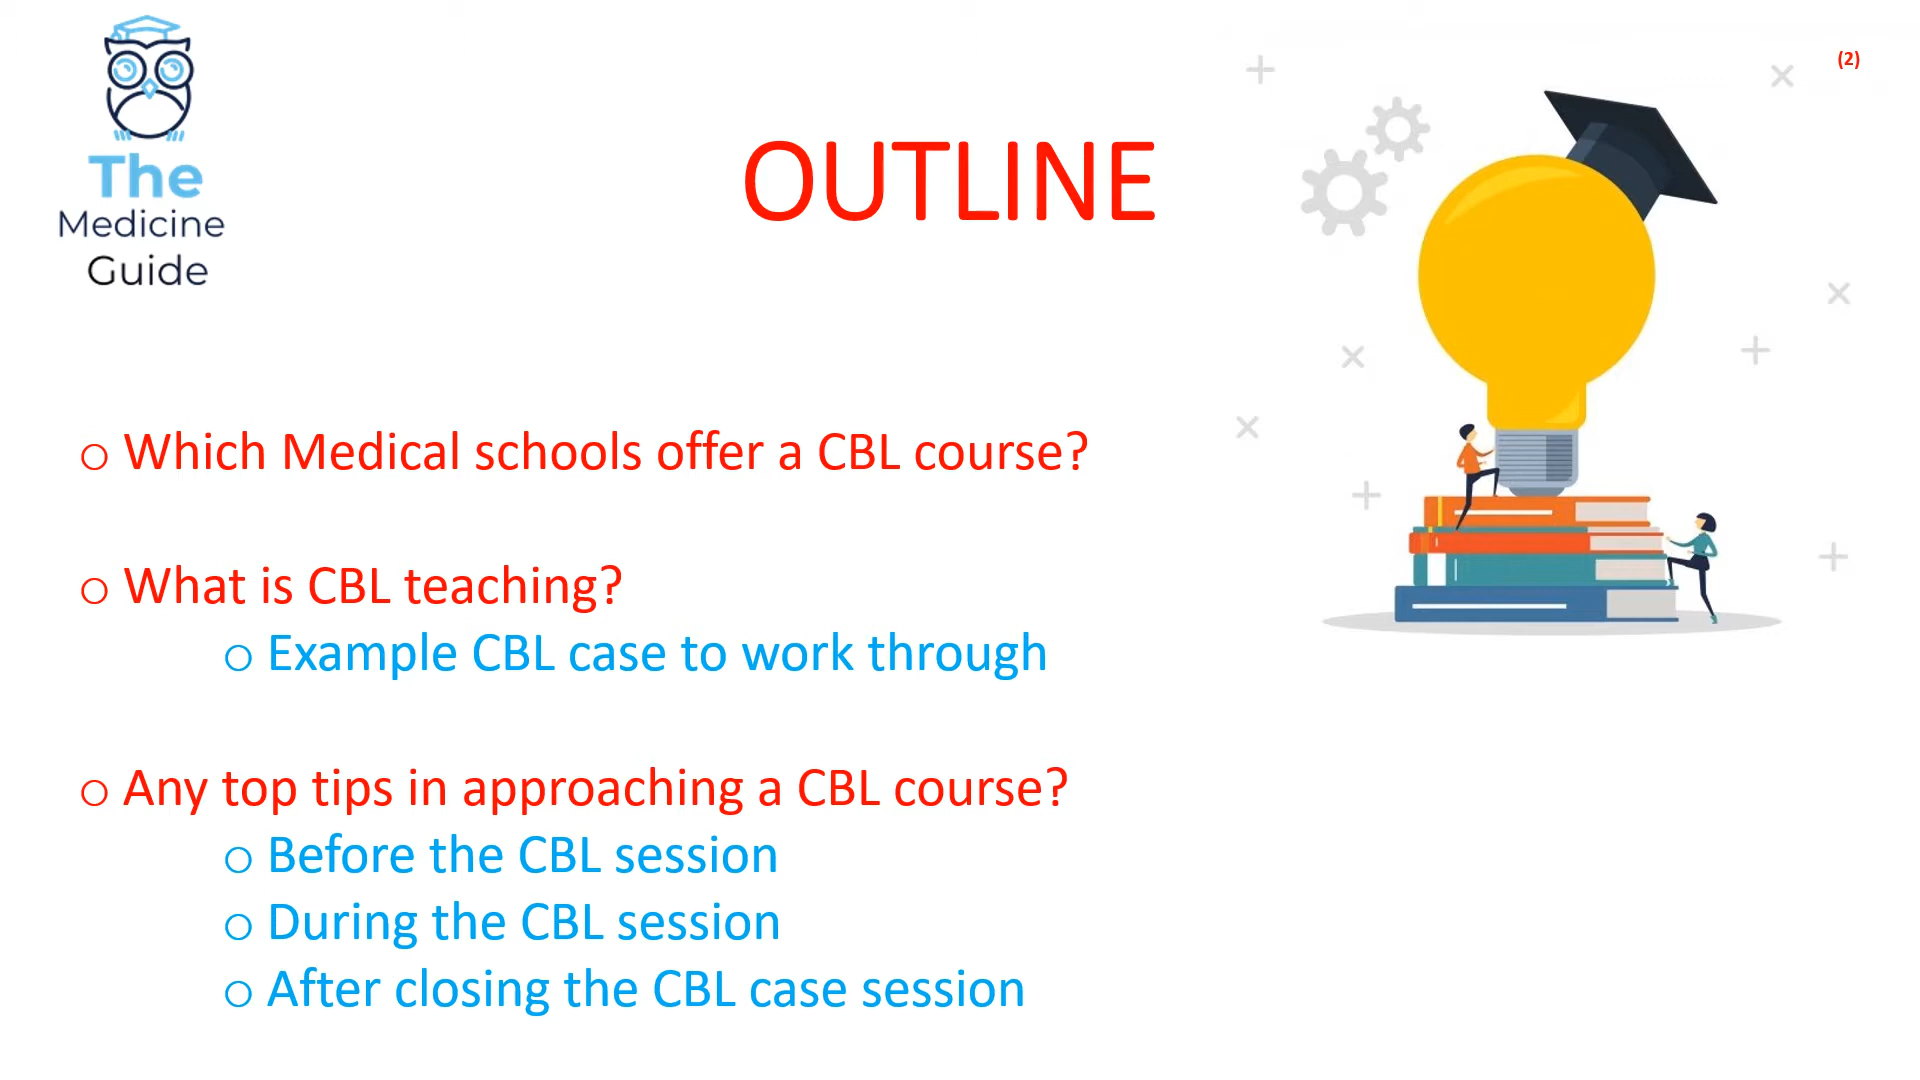 The
Medicine
Guide
(2)
OUTLINE
o Which Medical schools offer a CBL course?
o What is CBL teaching?
o Example CBL case to work through
o Any top tips in approaching a CBL course?
o Before the CBL session
o During the CBL session
o After closing the CBL case session